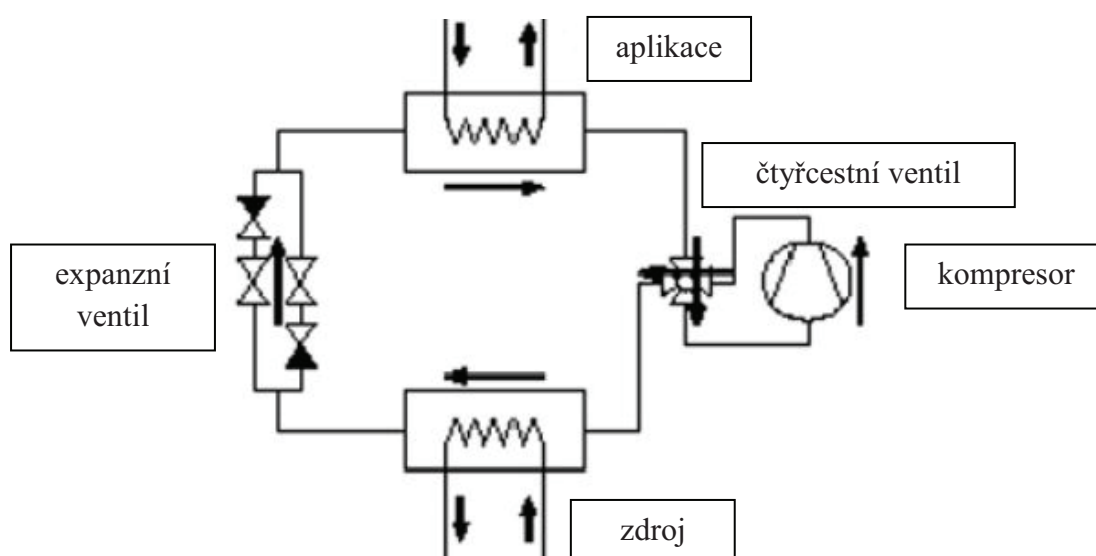 aplikace
čtyřcestní ventil
expanzní
ventil
kompresor
zdroj